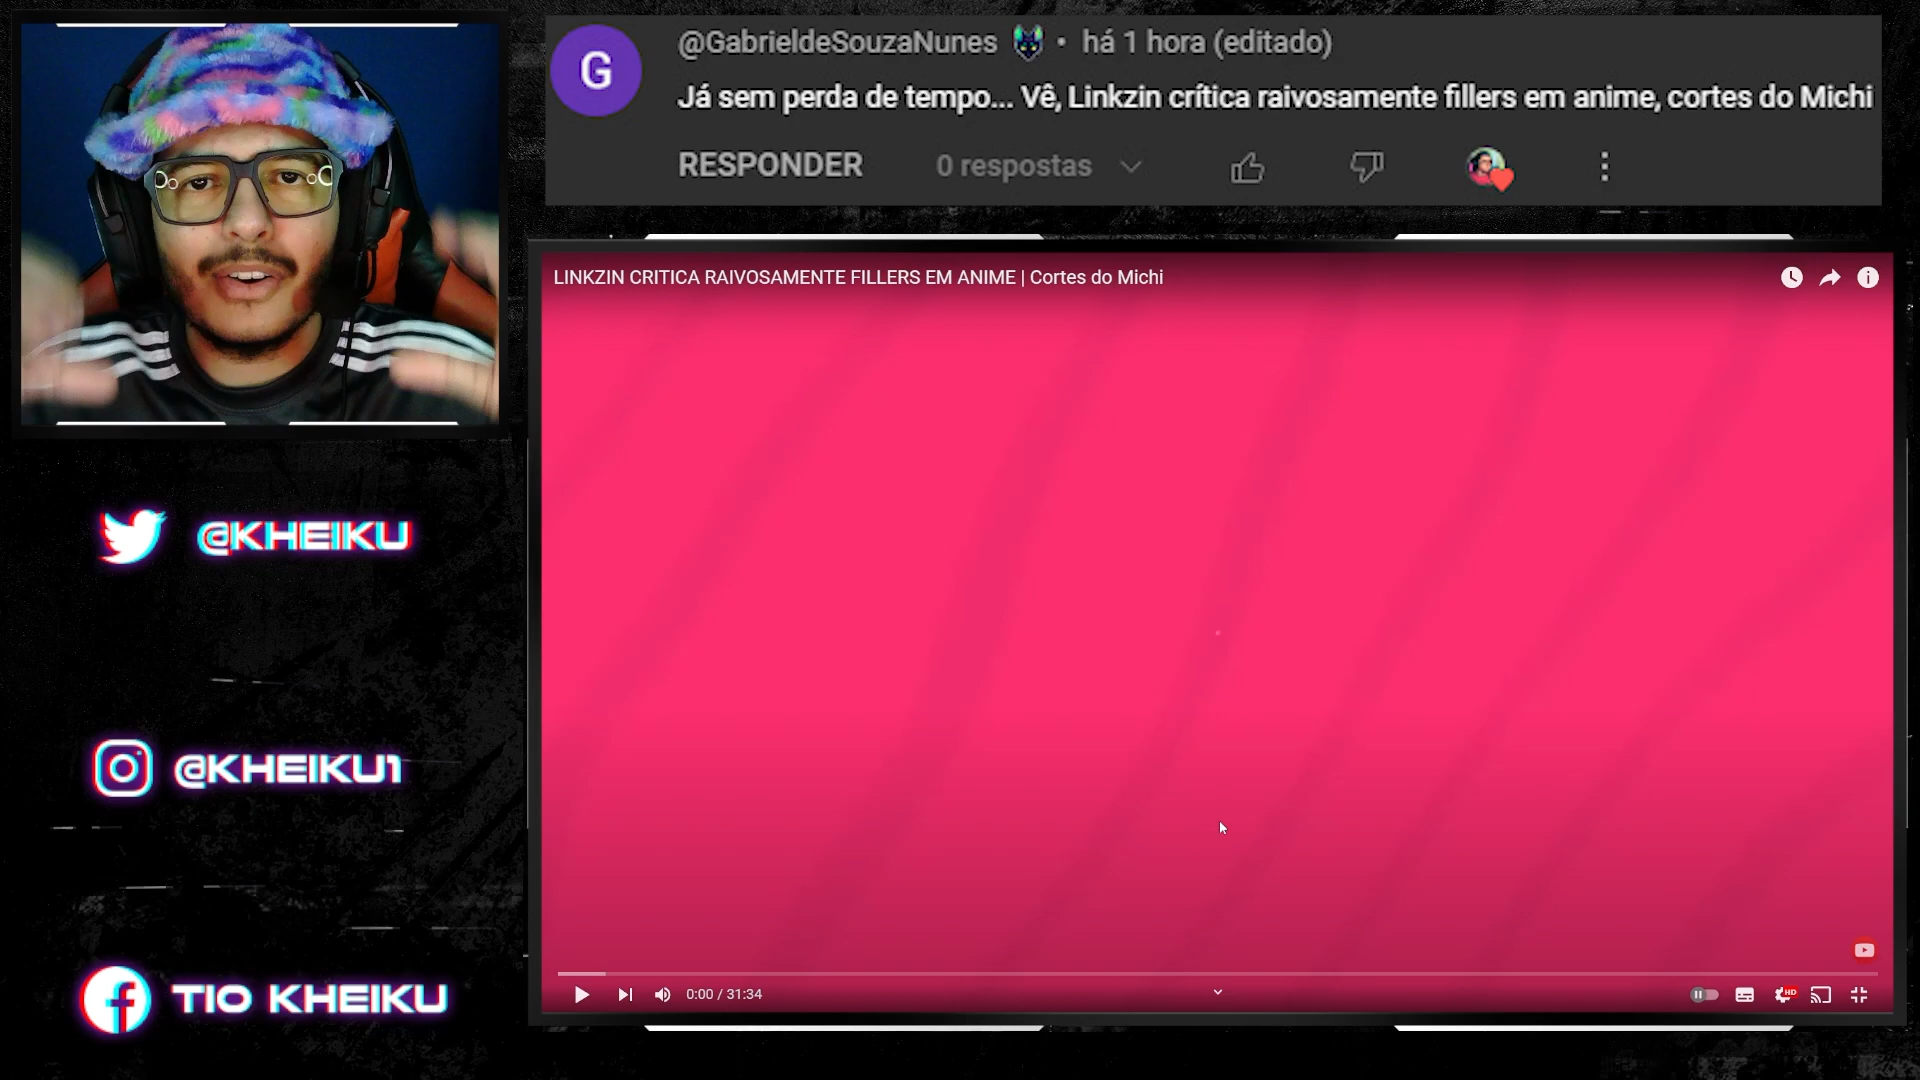 G
@GabrieldeSouzaNunes • há 1 hora (editado)
Já sem perda de tempo... Vê, Linkzin crítica raivosamente fillers em anime, cortes do Michi
RESPONDER 0 respostas
LINKZIN CRITICA RAIVOSAMENTE FILLERS EM ANIME | Cortes do Michi
@KHEIKU
@KHEIKU1
TIO KHEIKU
0:00 / 31:34
HD